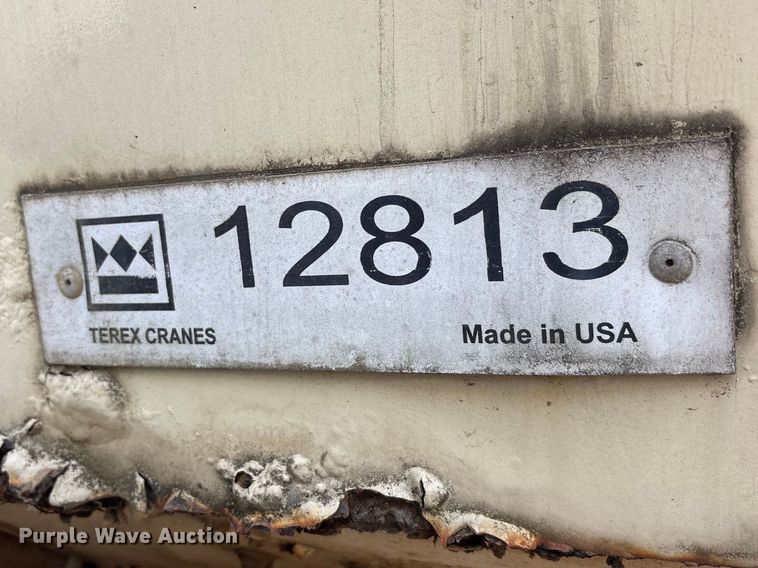 12813
TEREX CRANES
Made in USA
Purple Wave Auction